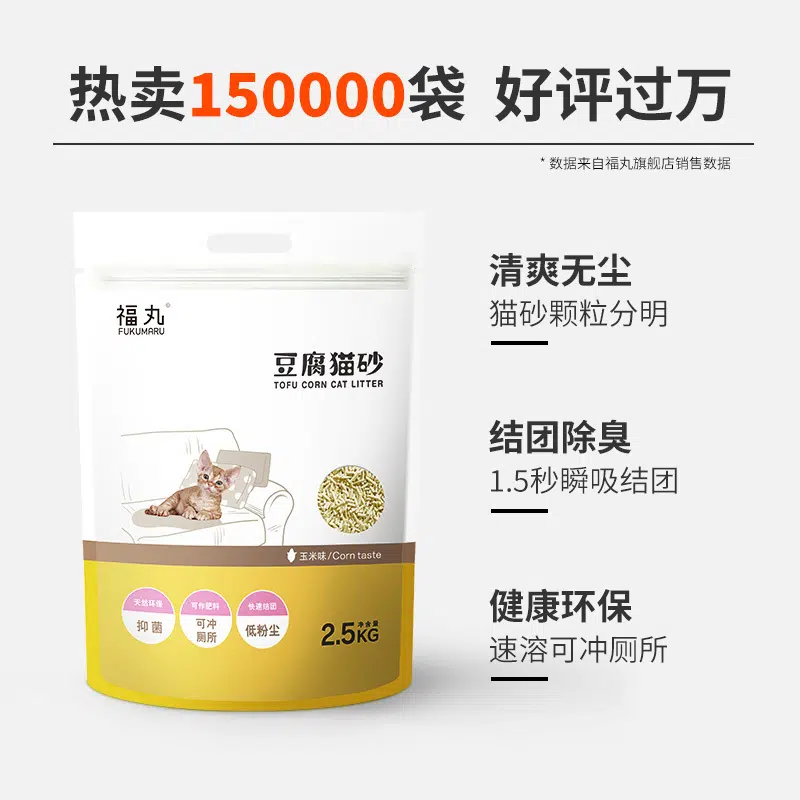 热卖150000袋 好评过万
* 数据来自福丸旗舰店销售数据
福丸®
FUKUMARU
豆腐猫砂
TOFU CORN CAT LITTER
玉米味/Corn taste
天然环保
抑菌
可作肥料
可冲
厕所
快速结团
低粉尘
净含量
2.5KG
清爽无尘
猫砂颗粒分明
结团除臭
1.5秒瞬吸结团
健康环保
速溶可冲厕所